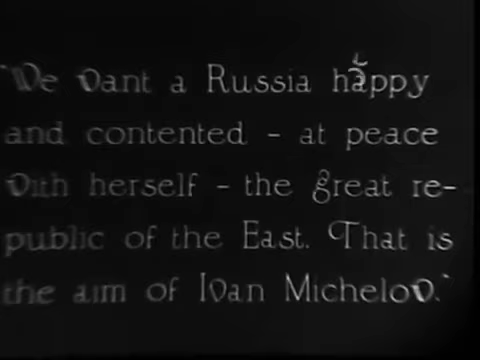 "We want a Russia happy
and contented - at peace
with herself - the great re-
public of the East. That is
the aim of Ivan Michelov."